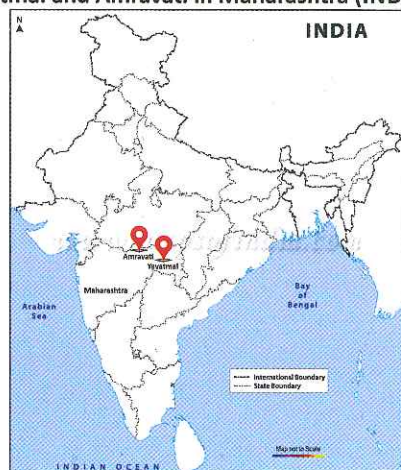 and Amravati in Maharashtra (IND
N
INDIA
Amravati
Yavatmal
Maharashtra
Arabian
Sea
Bay
of
Bengal
International Boundary
State Boundary
Map not to Scale
INDIAN OCEAN